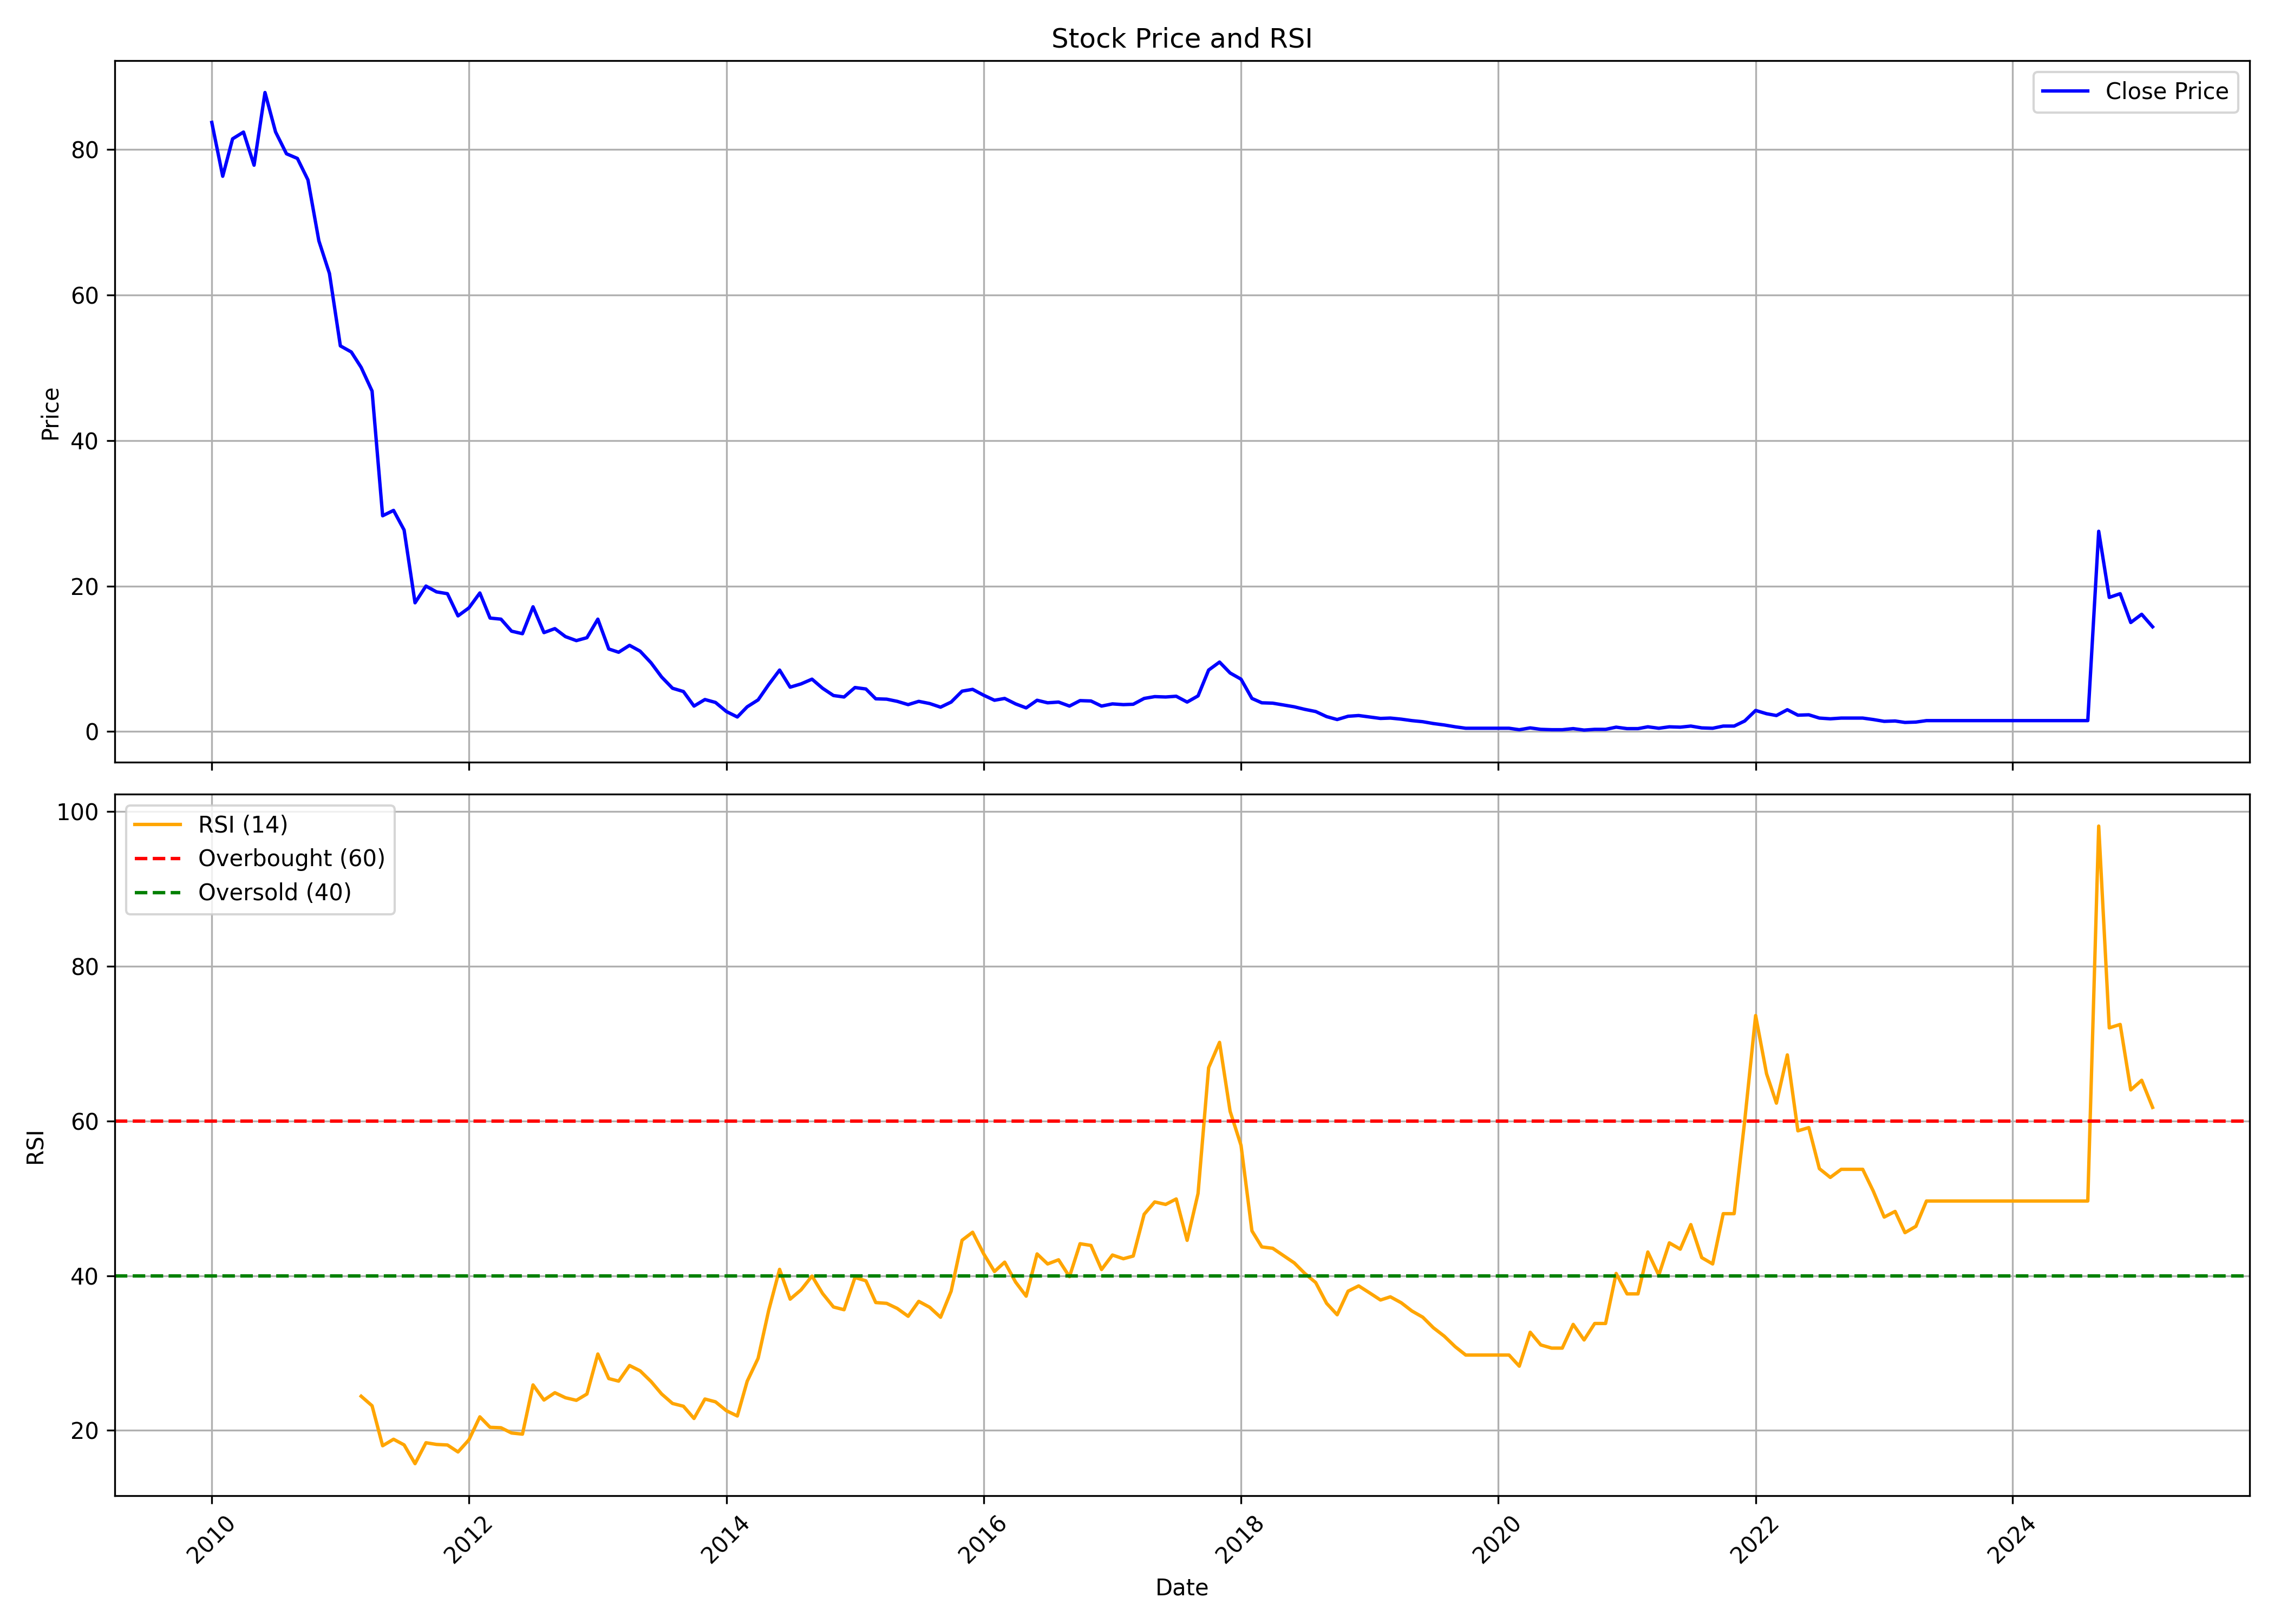 Stock Price and RSI
Close Price
80
60
40
20
0
Price
RSI (14)
Overbought (60)
Oversold (40)
100
80
60
40
20
RSI
2010
2012
2014
2016
2018
2020
2022
2024
Date